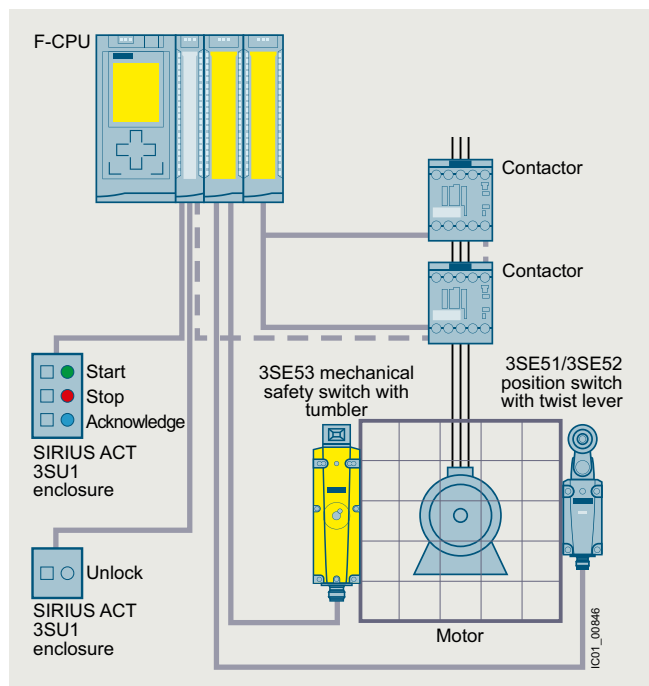 F-CPU
Contactor
Contactor
Start
Stop
Acknowledge
SIRIUS ACT
3SU1
enclosure
3SE53 mechanical
safety switch with
tumbler
3SE51/3SE52
position switch
with twist lever
Unlock
SIRIUS ACT
3SU1
enclosure
Motor
IC01_00846